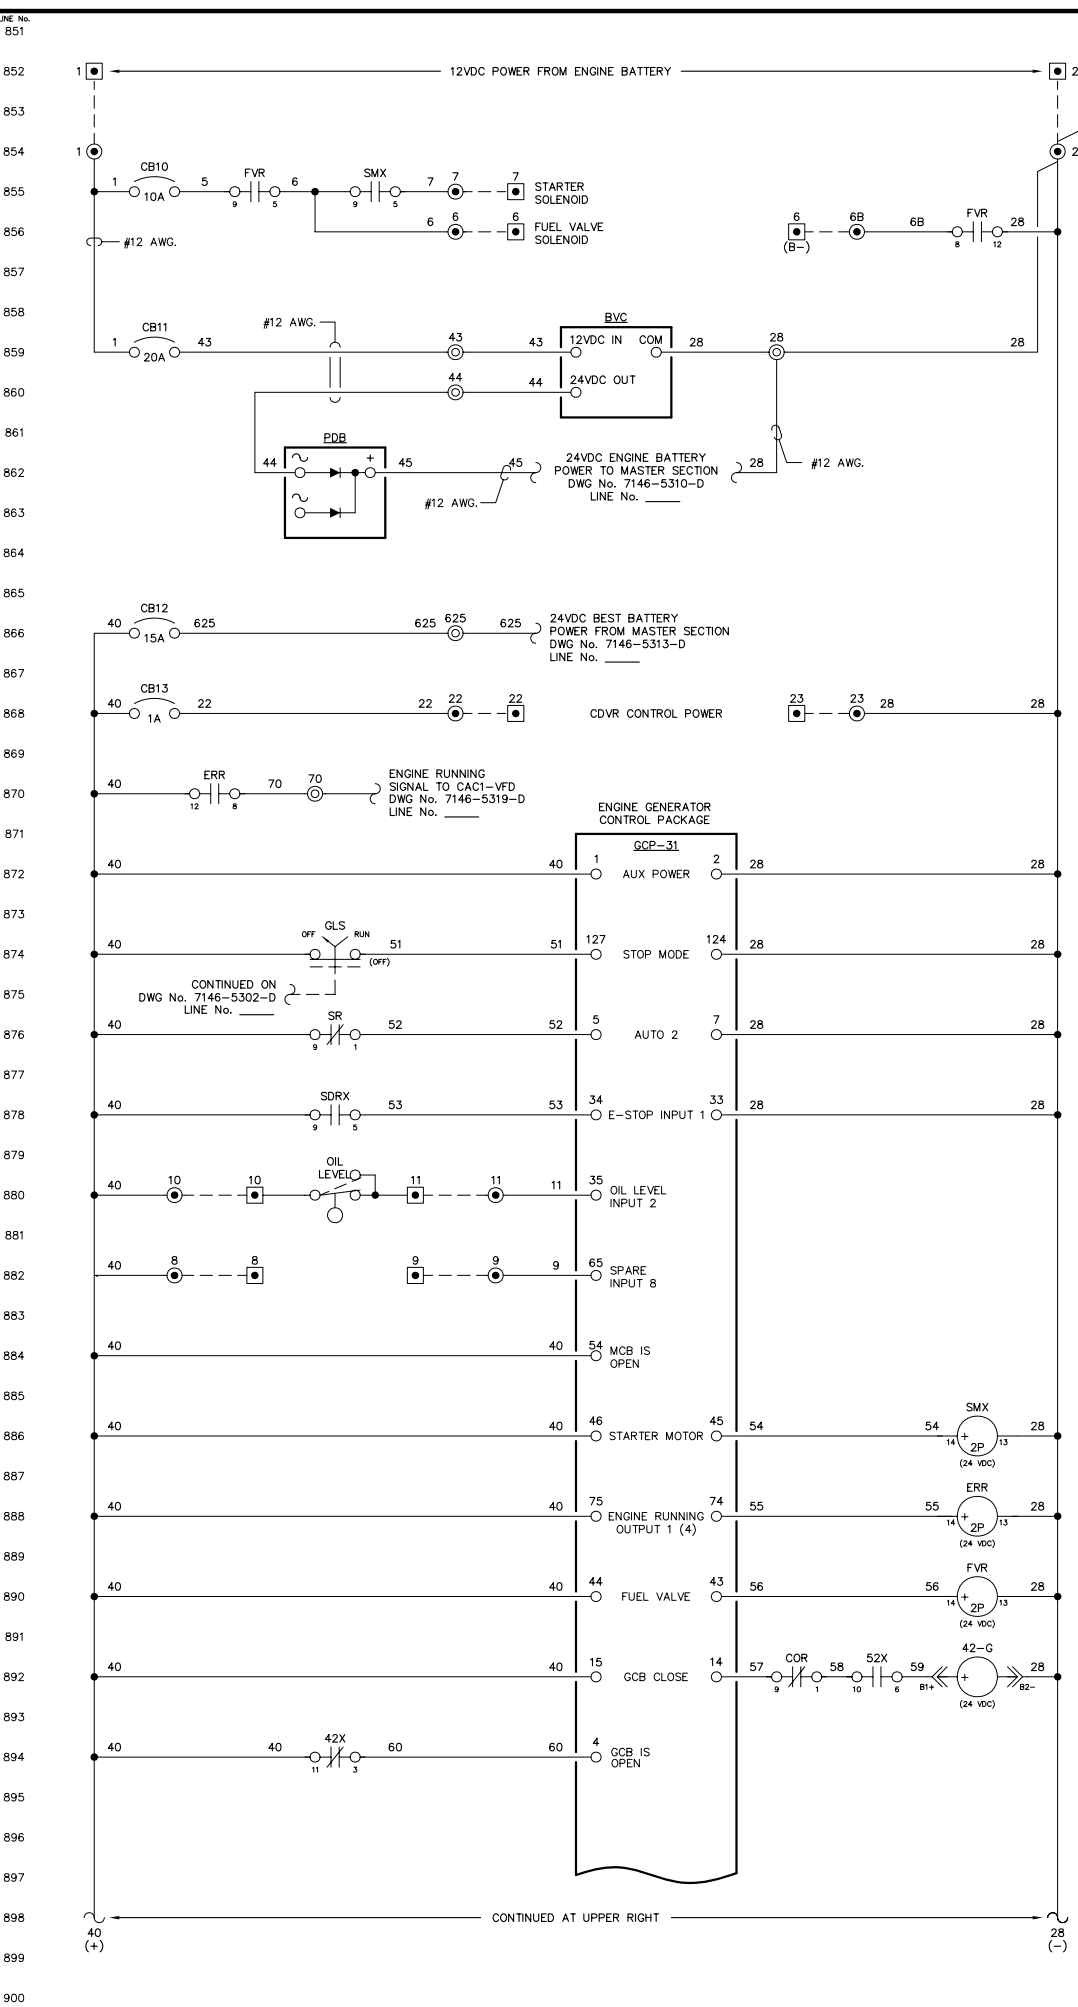 LINE No.
851
852 1 12VDC POWER FROM ENGINE BATTERY 2
853
854 1 2
CB10 FVR SMX 7 7
855 1 10A 5 9 5 6 9 5 7 STARTER
SOLENOID
6 6 6 FVR
856 #12 AWG. 6 FUEL VALVE 6B 6B 28
SOLENOID (B-) 8 12
857
858
#12 AWG. BVC
CB11 43 28
859 1 20A 43 43 12VDC IN COM 28 28
44
860 44 24VDC OUT
861
PDB
862 44 + 45 45 24VDC ENGINE BATTERY 28 #12 AWG.
POWER TO MASTER SECTION
DWG No. 7146-5310-D
#12 AWG. LINE No.
863
864
865
CB12
866 40 15A 625 625 625 625 24VDC BEST BATTERY
POWER FROM MASTER SECTION
DWG No. 7146-5313-D
LINE No.
867
CB13
868 40 1A 22 22 22 22 CDVR CONTROL POWER 23 23 28 28
869
ERR
870 40 12 8 70 70 ENGINE RUNNING
SIGNAL TO CAC1-VFD
DWG No. 7146-5319-D
LINE No.
ENGINE GENERATOR
CONTROL PACKAGE
871
GCP-31
872 40 40 1 AUX POWER 2 28 28
873
GLS
OFF RUN
874 40 (OFF) 51 51 127 STOP MODE 124 28 28
875 CONTINUED ON
DWG No. 7146-5302-D
LINE No.
SR
876 40 9 1 52 52 5 AUTO 2 7 28 28
877
SDRX
878 40 9 5 53 53 34 E-STOP INPUT 1 33 28 28
879
OIL
LEVEL
880 40 10 10 11 11 11 35 OIL LEVEL
INPUT 2
881
882 40 8 8 9 9 9 65 SPARE
INPUT 8
883
884 40 40 54 MCB IS
OPEN
885
SMX
886 40 40 46 STARTER MOTOR 45 54 54 14 + 2P 13 28
(24 VDC)
887
ERR
888 40 40 75 ENGINE RUNNING 74 55 55 14 + 2P 13 28
OUTPUT 1 (4) (24 VDC)
889
FVR
890 40 40 44 FUEL VALVE 43 56 56 14 + 2P 13 28
(24 VDC)
891
COR 52X 42-G
892 40 40 15 GCB CLOSE 14 57 9 1 58 10 6 59 B1+ + B2- 28
(24 VDC)
893
42X
894 40 40 11 3 60 60 4 GCB IS
OPEN
895
896
897
898 CONTINUED AT UPPER RIGHT
40 28
(+) (-)
899
900